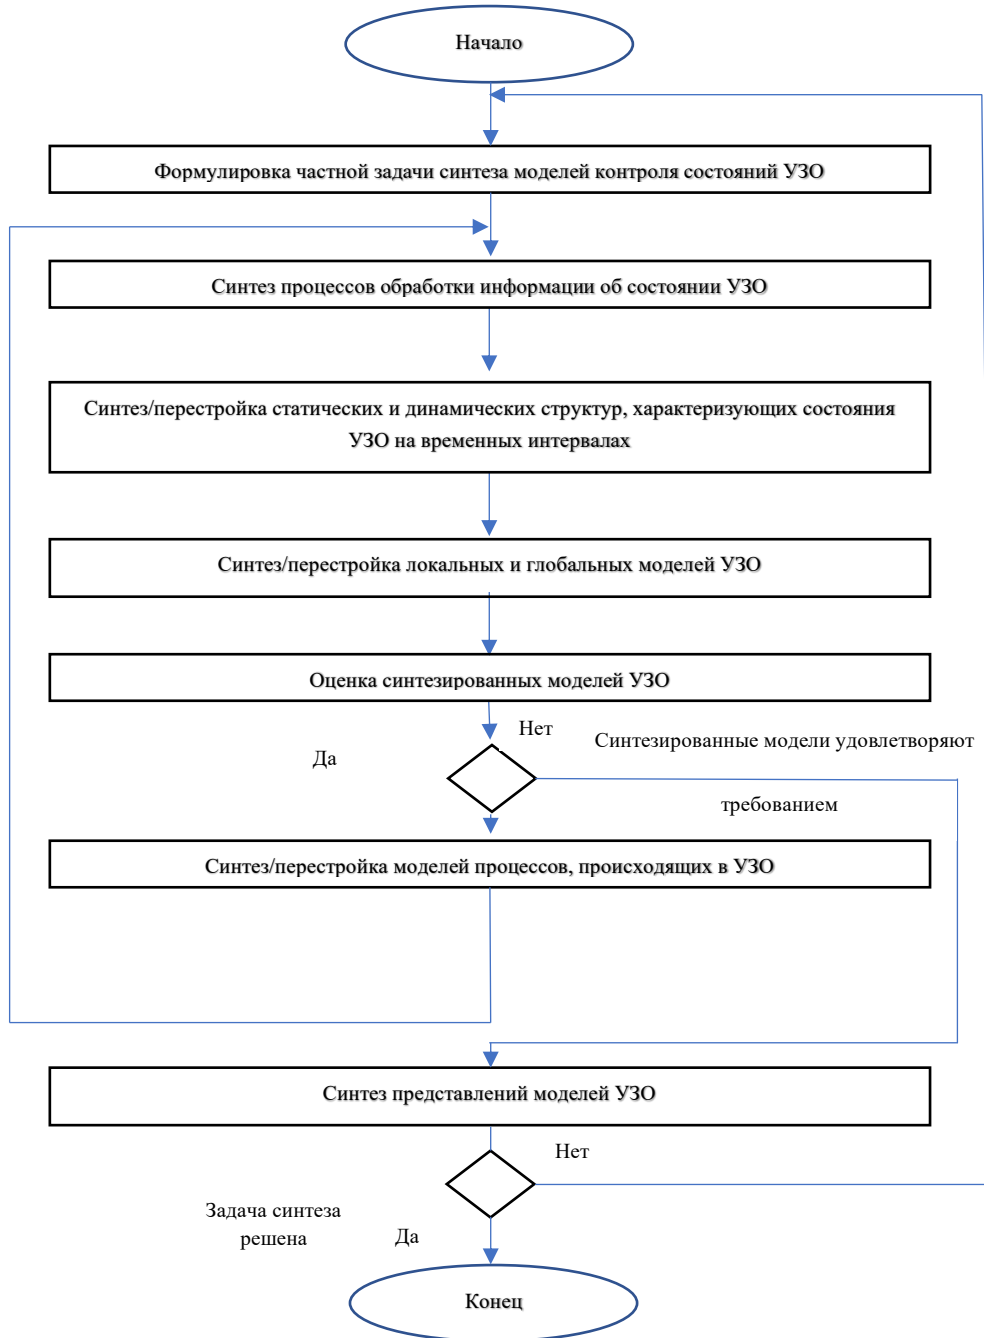 Начало
Формулировка частной задачи синтеза моделей контроля состояний УЗО
Синтез процессов обработки информации об состоянии УЗО
Синтез/перестройка статических и динамических структур, характеризующих состояния
УЗО на временных интервалах
Синтез/перестройка локальных и глобальных моделей УЗО
Оценка синтезированных моделей УЗО
Нет
Синтезированные модели удовлетворяют
Да
требованием
Синтез/перестройка моделей процессов, происходящих в УЗО
Синтез представлений моделей УЗО
Нет
Задача синтеза
решена
Да
Конец